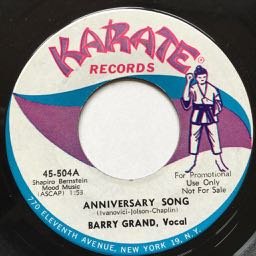 KARATE®
RECORDS
45-504A
Shapiro Bernstein
Mood Music
(ASCAP) 1:53
For Promotional
Use Only
Not For Sale
ANNIVERSARY SONG
(Ivanovici-Jolson-Chaplin)
BARRY GRAND, Vocal
770 ELEVENTH AVENUE, NEW YORK 19, N.Y.